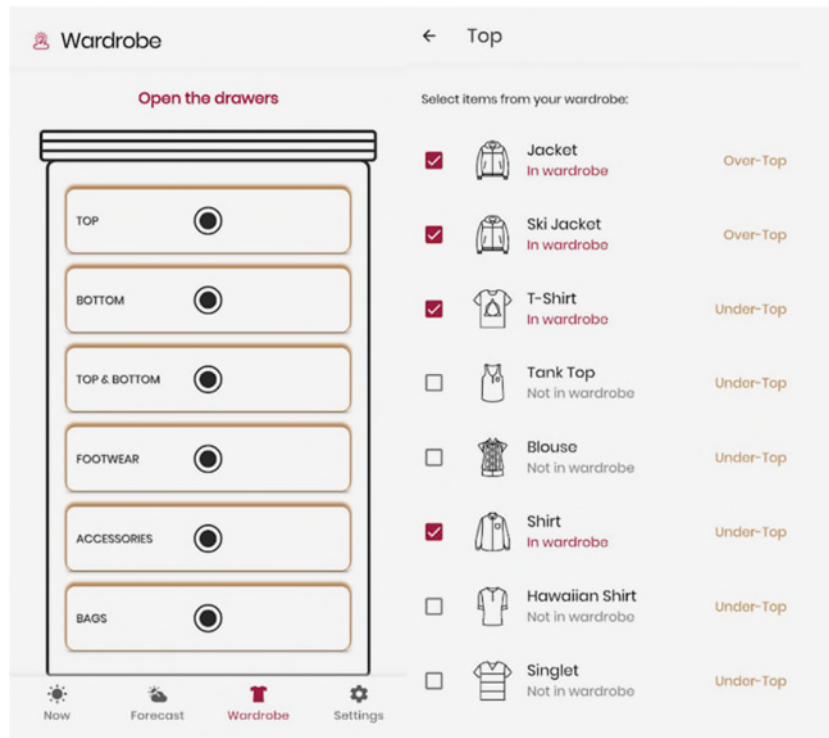 Wardrobe
Open the drawers
TOP
BOTTOM
TOP & BOTTOM
FOOTWEAR
ACCESSORIES
BAGS
Now
Forecast
Wardrobe
Settings
Top
Select items from your wardrobe:
Jacket
In wardrobe
Over-Top
Ski Jacket
In wardrobe
Over-Top
T-Shirt
In wardrobe
Under-Top
Tank Top
Not in wardrobe
Under-Top
Blouse
Not in wardrobe
Under-Top
Shirt
In wardrobe
Under-Top
Hawaiian Shirt
Not in wardrobe
Under-Top
Singlet
Not in wardrobe
Under-Top